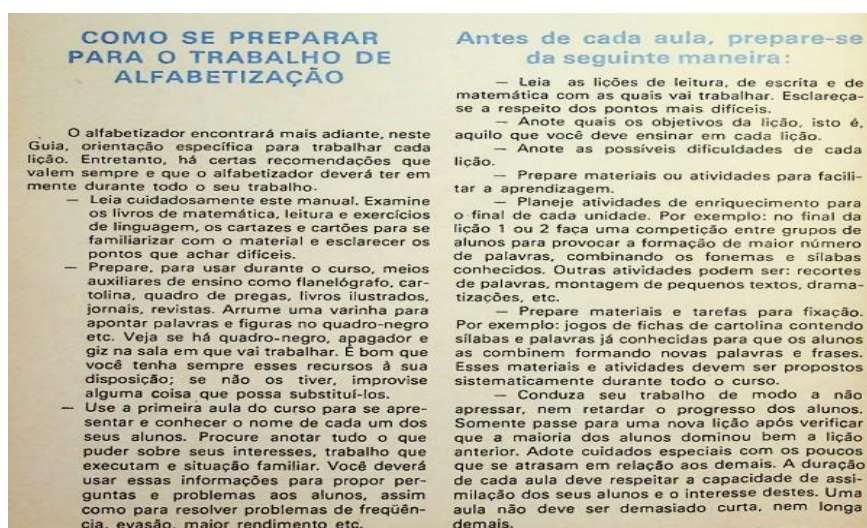 COMO SE PREPARAR
PARA O TRABALHO DE
ALFABETIZAÇÃO
O alfabetizador encontrará mais adiante, neste
Guia, orientação específica para trabalhar cada
lição. Entretanto, há certas recomendações que
valem sempre e que o alfabetizador deverá ter em
mente durante todo o seu trabalho.
— Leia cuidadosamente este manual. Examine
os livros de matemática, leitura e exercícios
de linguagem, os cartazes e cartões para se
familiarizar com o material e esclarecer os
pontos que achar difíceis.
— Prepare, para usar durante o curso, meios
auxiliares de ensino como flanelógrafo, car-
tolina, quadro de pregas, livros ilustrados,
jornais, revistas. Arrume uma varinha para
apontar palavras e figuras no quadro-negro
etc. Veja se há quadro-negro, apagador e
giz na sala em que vai trabalhar. É bom que
você tenha sempre esses recursos à sua
disposição; se não os tiver, improvise
alguma coisa que possa substituí-los.
— Use a primeira aula do curso para se apre-
sentar e conhecer o nome de cada um dos
seus alunos. Procure anotar tudo o que
puder sobre seus interesses, trabalho que
executam e situação familiar. Você deverá
usar essas informações para propor per-
guntas e problemas aos alunos, assim
como para resolver problemas de freqüên-
cia, evasão, maior rendimento etc.
Antes de cada aula, prepare-se
da seguinte maneira:
— Leia as lições de leitura, de escrita e de
matemática com as quais vai trabalhar. Esclareça-
se a respeito dos pontos mais difíceis.
— Anote quais os objetivos da lição, isto é,
aquilo que você deve ensinar em cada lição.
— Anote as possíveis dificuldades de cada
lição.
— Prepare materiais ou atividades para facili-
tar a aprendizagem.
— Planeje atividades de enriquecimento para
o final de cada unidade. Por exemplo: no final da
lição 1 ou 2 faça uma competição entre grupos de
alunos para provocar a formação de maior número
de palavras, combinando os fonemas e sílabas
conhecidos. Outras atividades podem ser: recortes
de palavras, montagem de pequenos textos, drama-
tizações, etc.
— Prepare materiais e tarefas para fixação.
Por exemplo: jogos de fichas de cartolina contendo
sílabas e palavras já conhecidas para que os alunos
as combinem formando novas palavras e frases.
Esses materiais e atividades devem ser propostos
sistematicamente durante todo o curso.
— Conduza seu trabalho de modo a não
apressar, nem retardar o progresso dos alunos.
Somente passe para uma nova lição após verificar
que a maioria dos alunos dominou bem a lição
anterior. Adote cuidados especiais com os poucos
que se atrasam em relação aos demais. A duração
de cada aula deve respeitar a capacidade de assi-
milação dos seus alunos e o interesse destes. Uma
aula não deve ser demasiado curta, nem longa
demais.